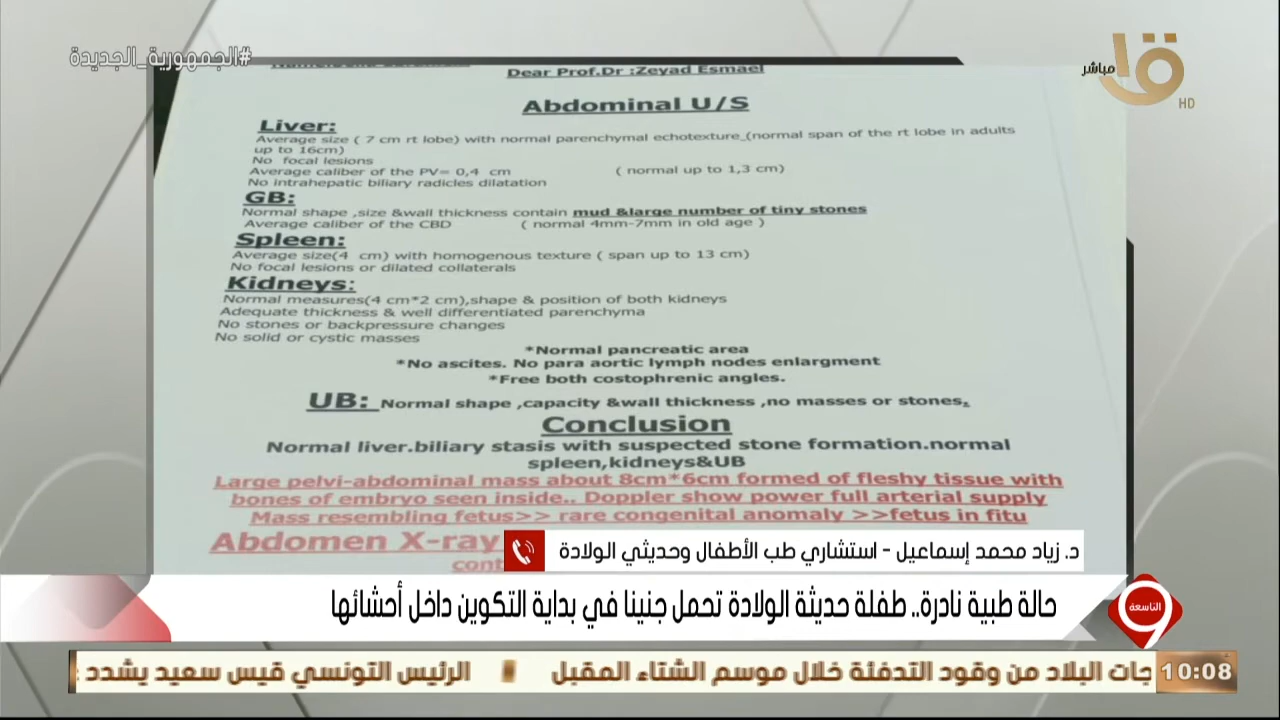 #الجمهورية_الجديدة
مباشر
HD
Dear Prof.Dr :Zeyad Esmael
Abdominal U/S
Liver:
Average size ( 7 cm rt lobe) with normal parenchymal echotexture (normal span of the rt lobe in adults
up to 16cm)
No focal lesions
Average caliber of the PV= 0,4 cm ( normal up to 1,3 cm)
No intrahepatic biliary radicles dilatation
GB:
Normal shape ,size &wall thickness contain mud &large number of tiny stones
Average caliber of the CBD ( normal 4mm-7mm in old age )
Spleen:
Average size(4 cm) with homogenous texture ( span up to 13 cm)
No focal lesions or dilated collaterals
Kidneys:
Normal measures(4 cm*2 cm),shape & position of both kidneys
Adequate thickness & well differentiated parenchyma
No stones or backpressure changes
No solid or cystic masses
*Normal pancreatic area
*No ascites. No para aortic lymph nodes enlargment
*Free both costophrenic angles.
UB: Normal shape ,capacity &wall thickness ,no masses or stones.
Conclusion
Normal liver.biliary stasis with suspected stone formation.normal
spleen,kidneys&UB
Large pelvi-abdominal mass about 8cm*6cm formed of fleshy tissue with
bones of embryo seen inside.. Doppler show power full arterial supply
Mass resembling fetus>> rare congenital anomaly >>fetus in fitu
Abdomen X-ray
د. زياد محمد إسماعيل - استشاري طب الأطفال وحديثي الولادة
حالة طبية نادرة.. طفلة حديثة الولادة تحمل جنينا في بداية التكوين داخل أحشائها
التاسعة
9
جات البلاد من وقود التدفئة خلال موسم الشتاء المقبل الرئيس التونسي قيس سعيد يشدد
10:08